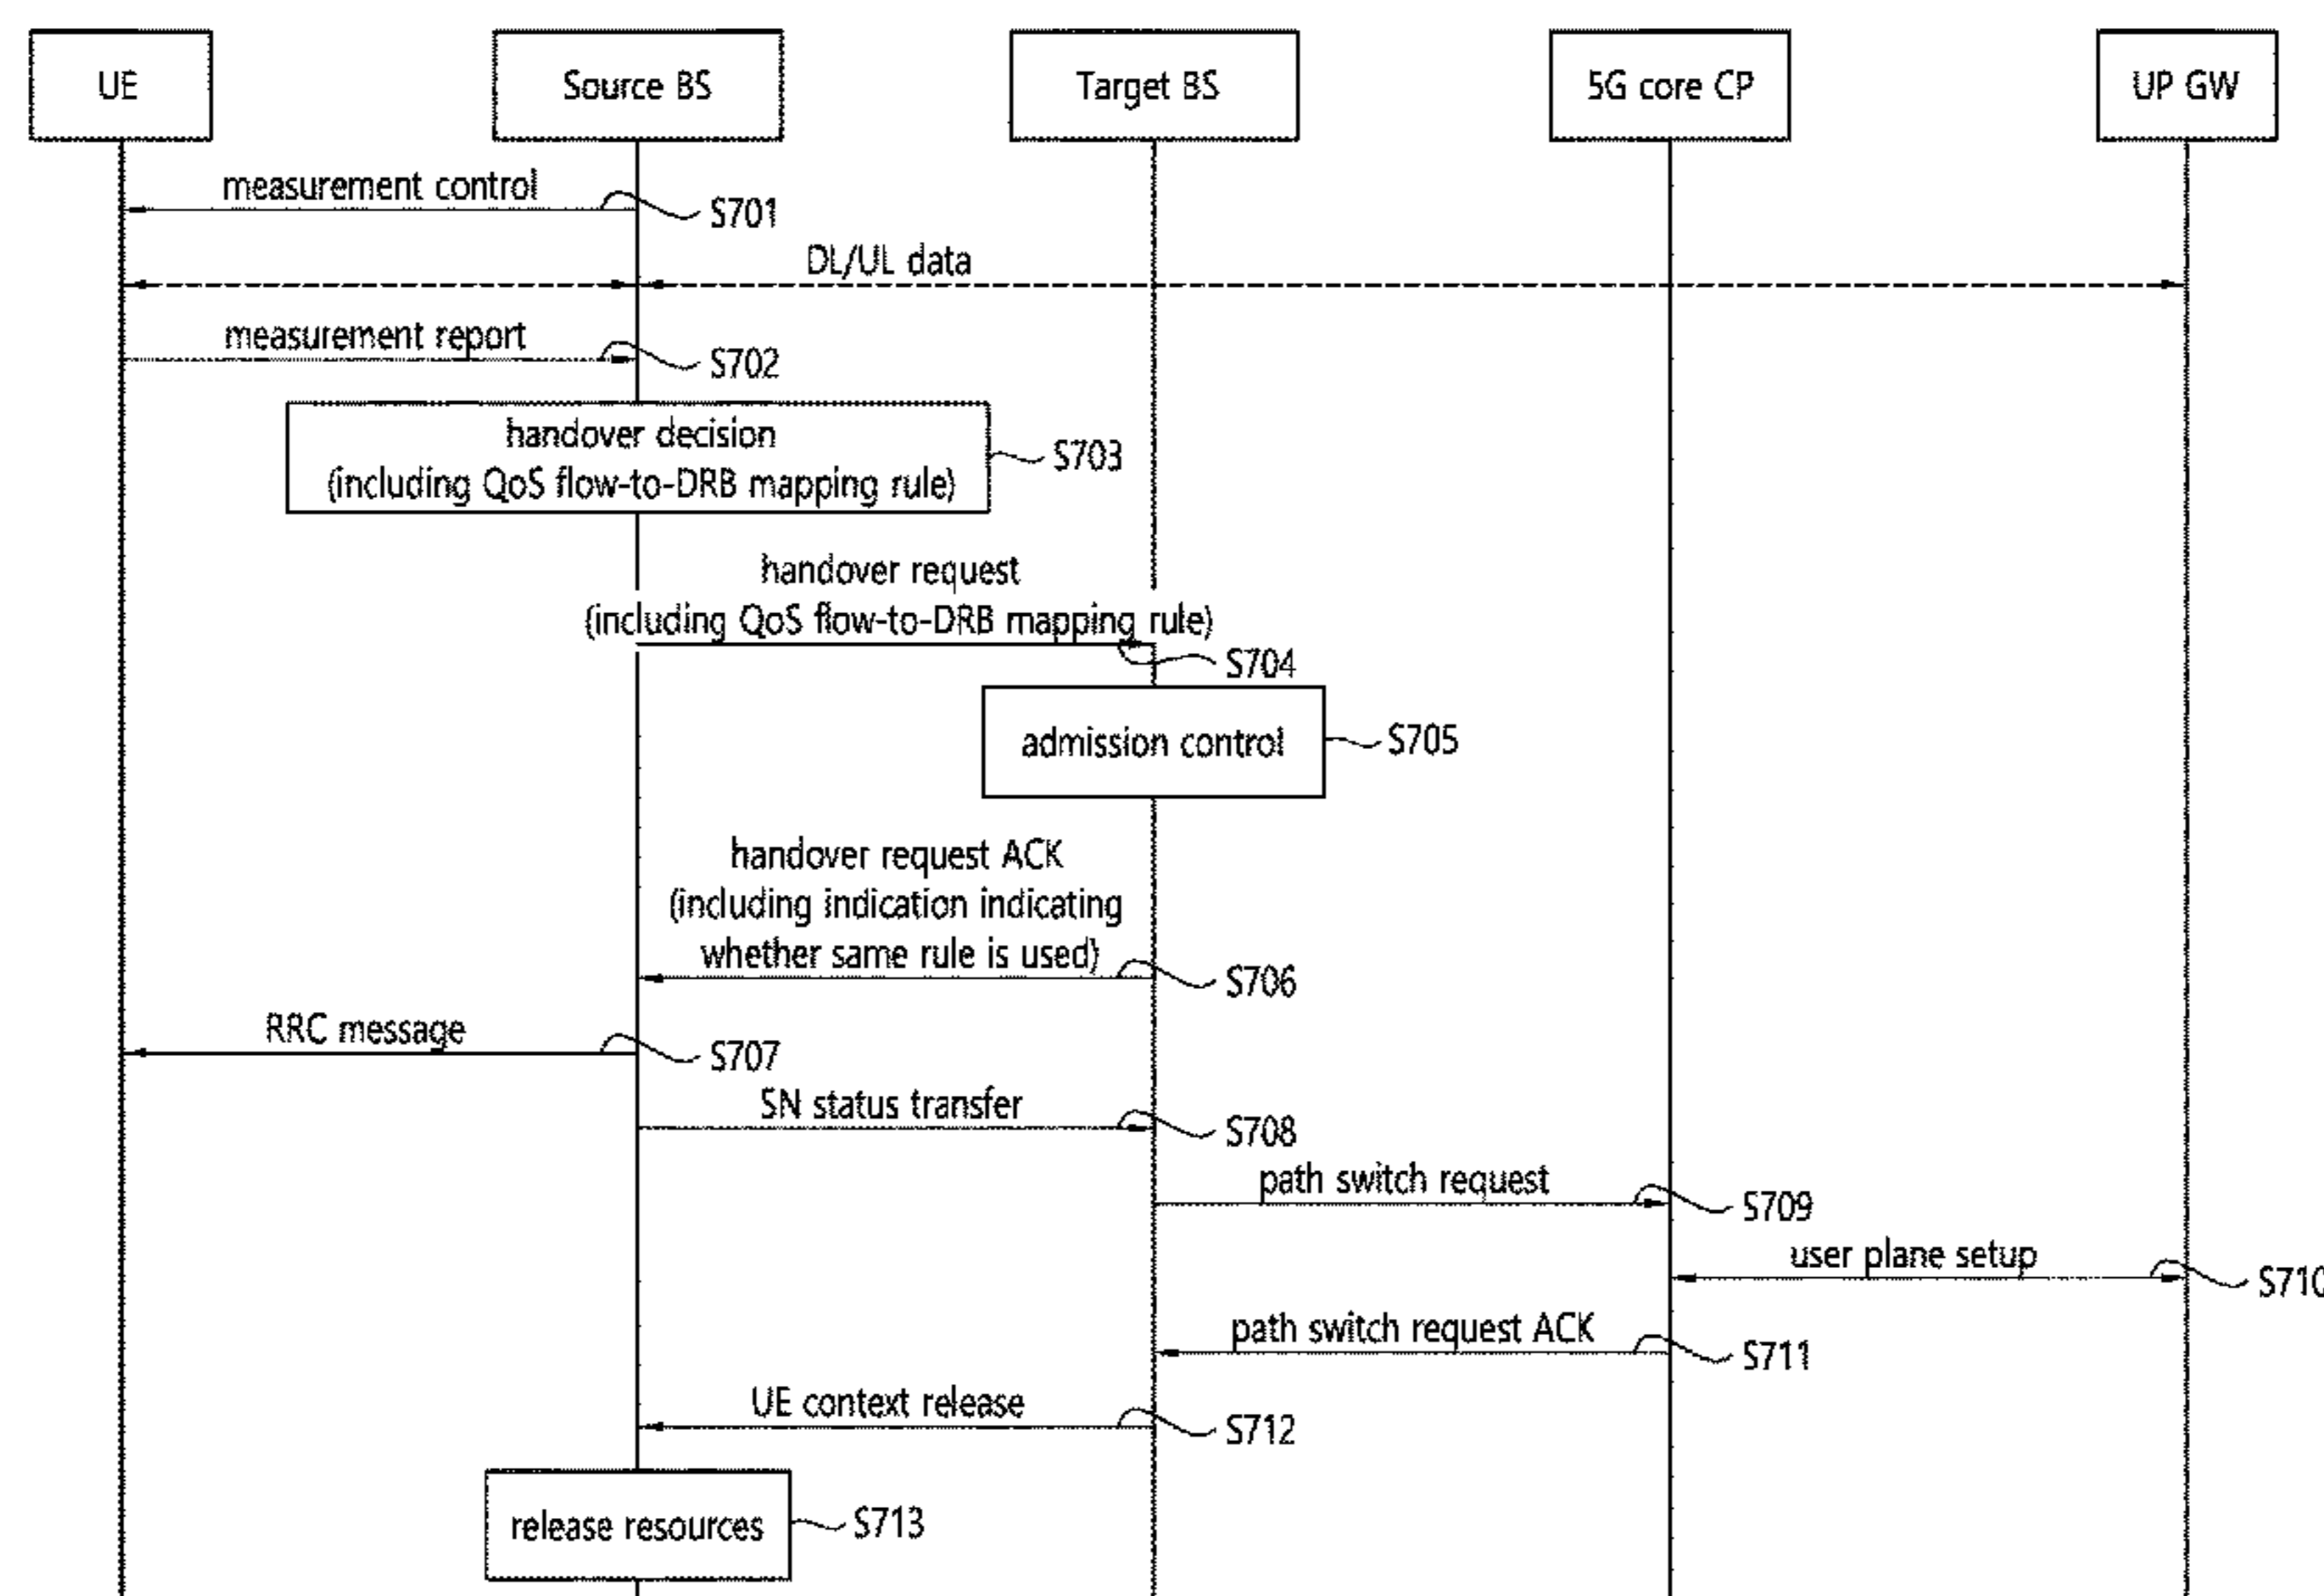 UE
Source BS
Target BS
5G core CP
UP GW
measurement control
S701
DL/UL data
measurement report
S702
handover decision
(including QoS flow-to-DRB mapping rule)
S703
handover request
(including QoS flow-to-DRB mapping rule)
S704
admission control
S705
handover request ACK
(including indication indicating
whether same rule is used)
S706
RRC message
S707
SN status transfer
S708
path switch request
S709
user plane setup
S710
path switch request ACK
S711
UE context release
S712
release resources
S713